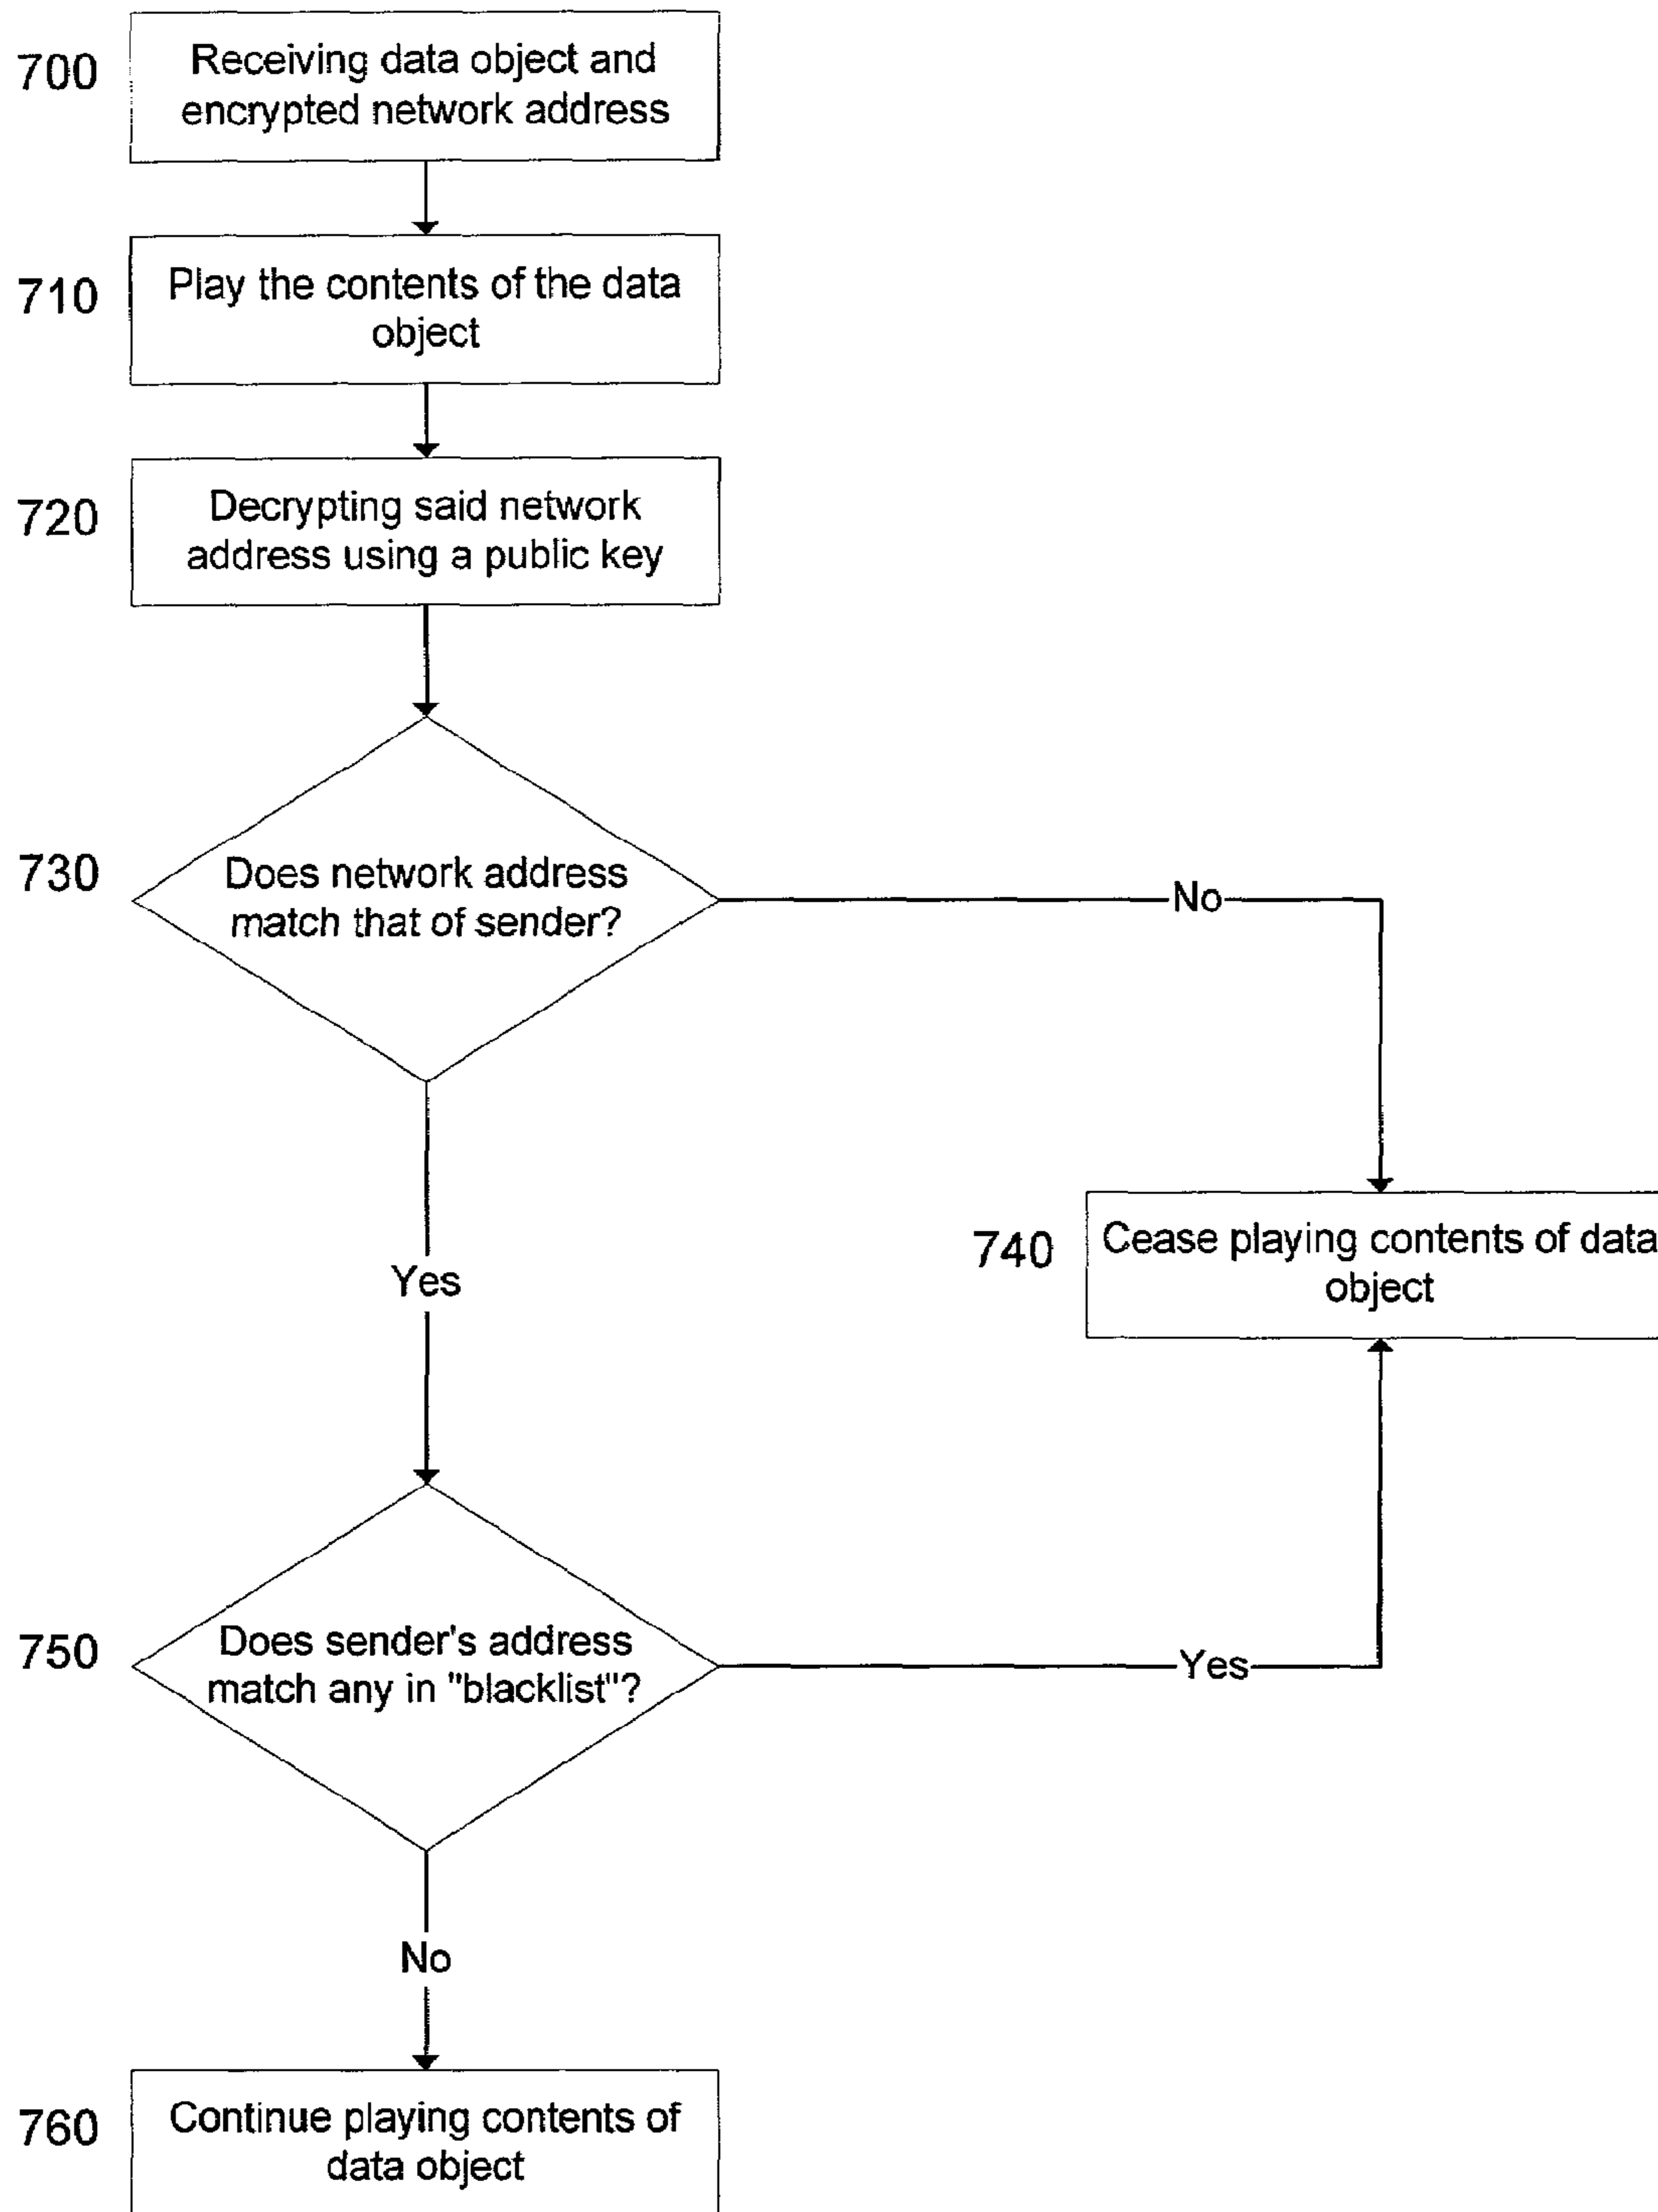 700
Receiving data object and
encrypted network address
710
Play the contents of the data
object
720
Decrypting said network
address using a public key
730
Does network address
match that of sender?
No
Yes
740
Cease playing contents of data
object
750
Does sender's address
match any in "blacklist"?
Yes
No
760
Continue playing contents of
data object